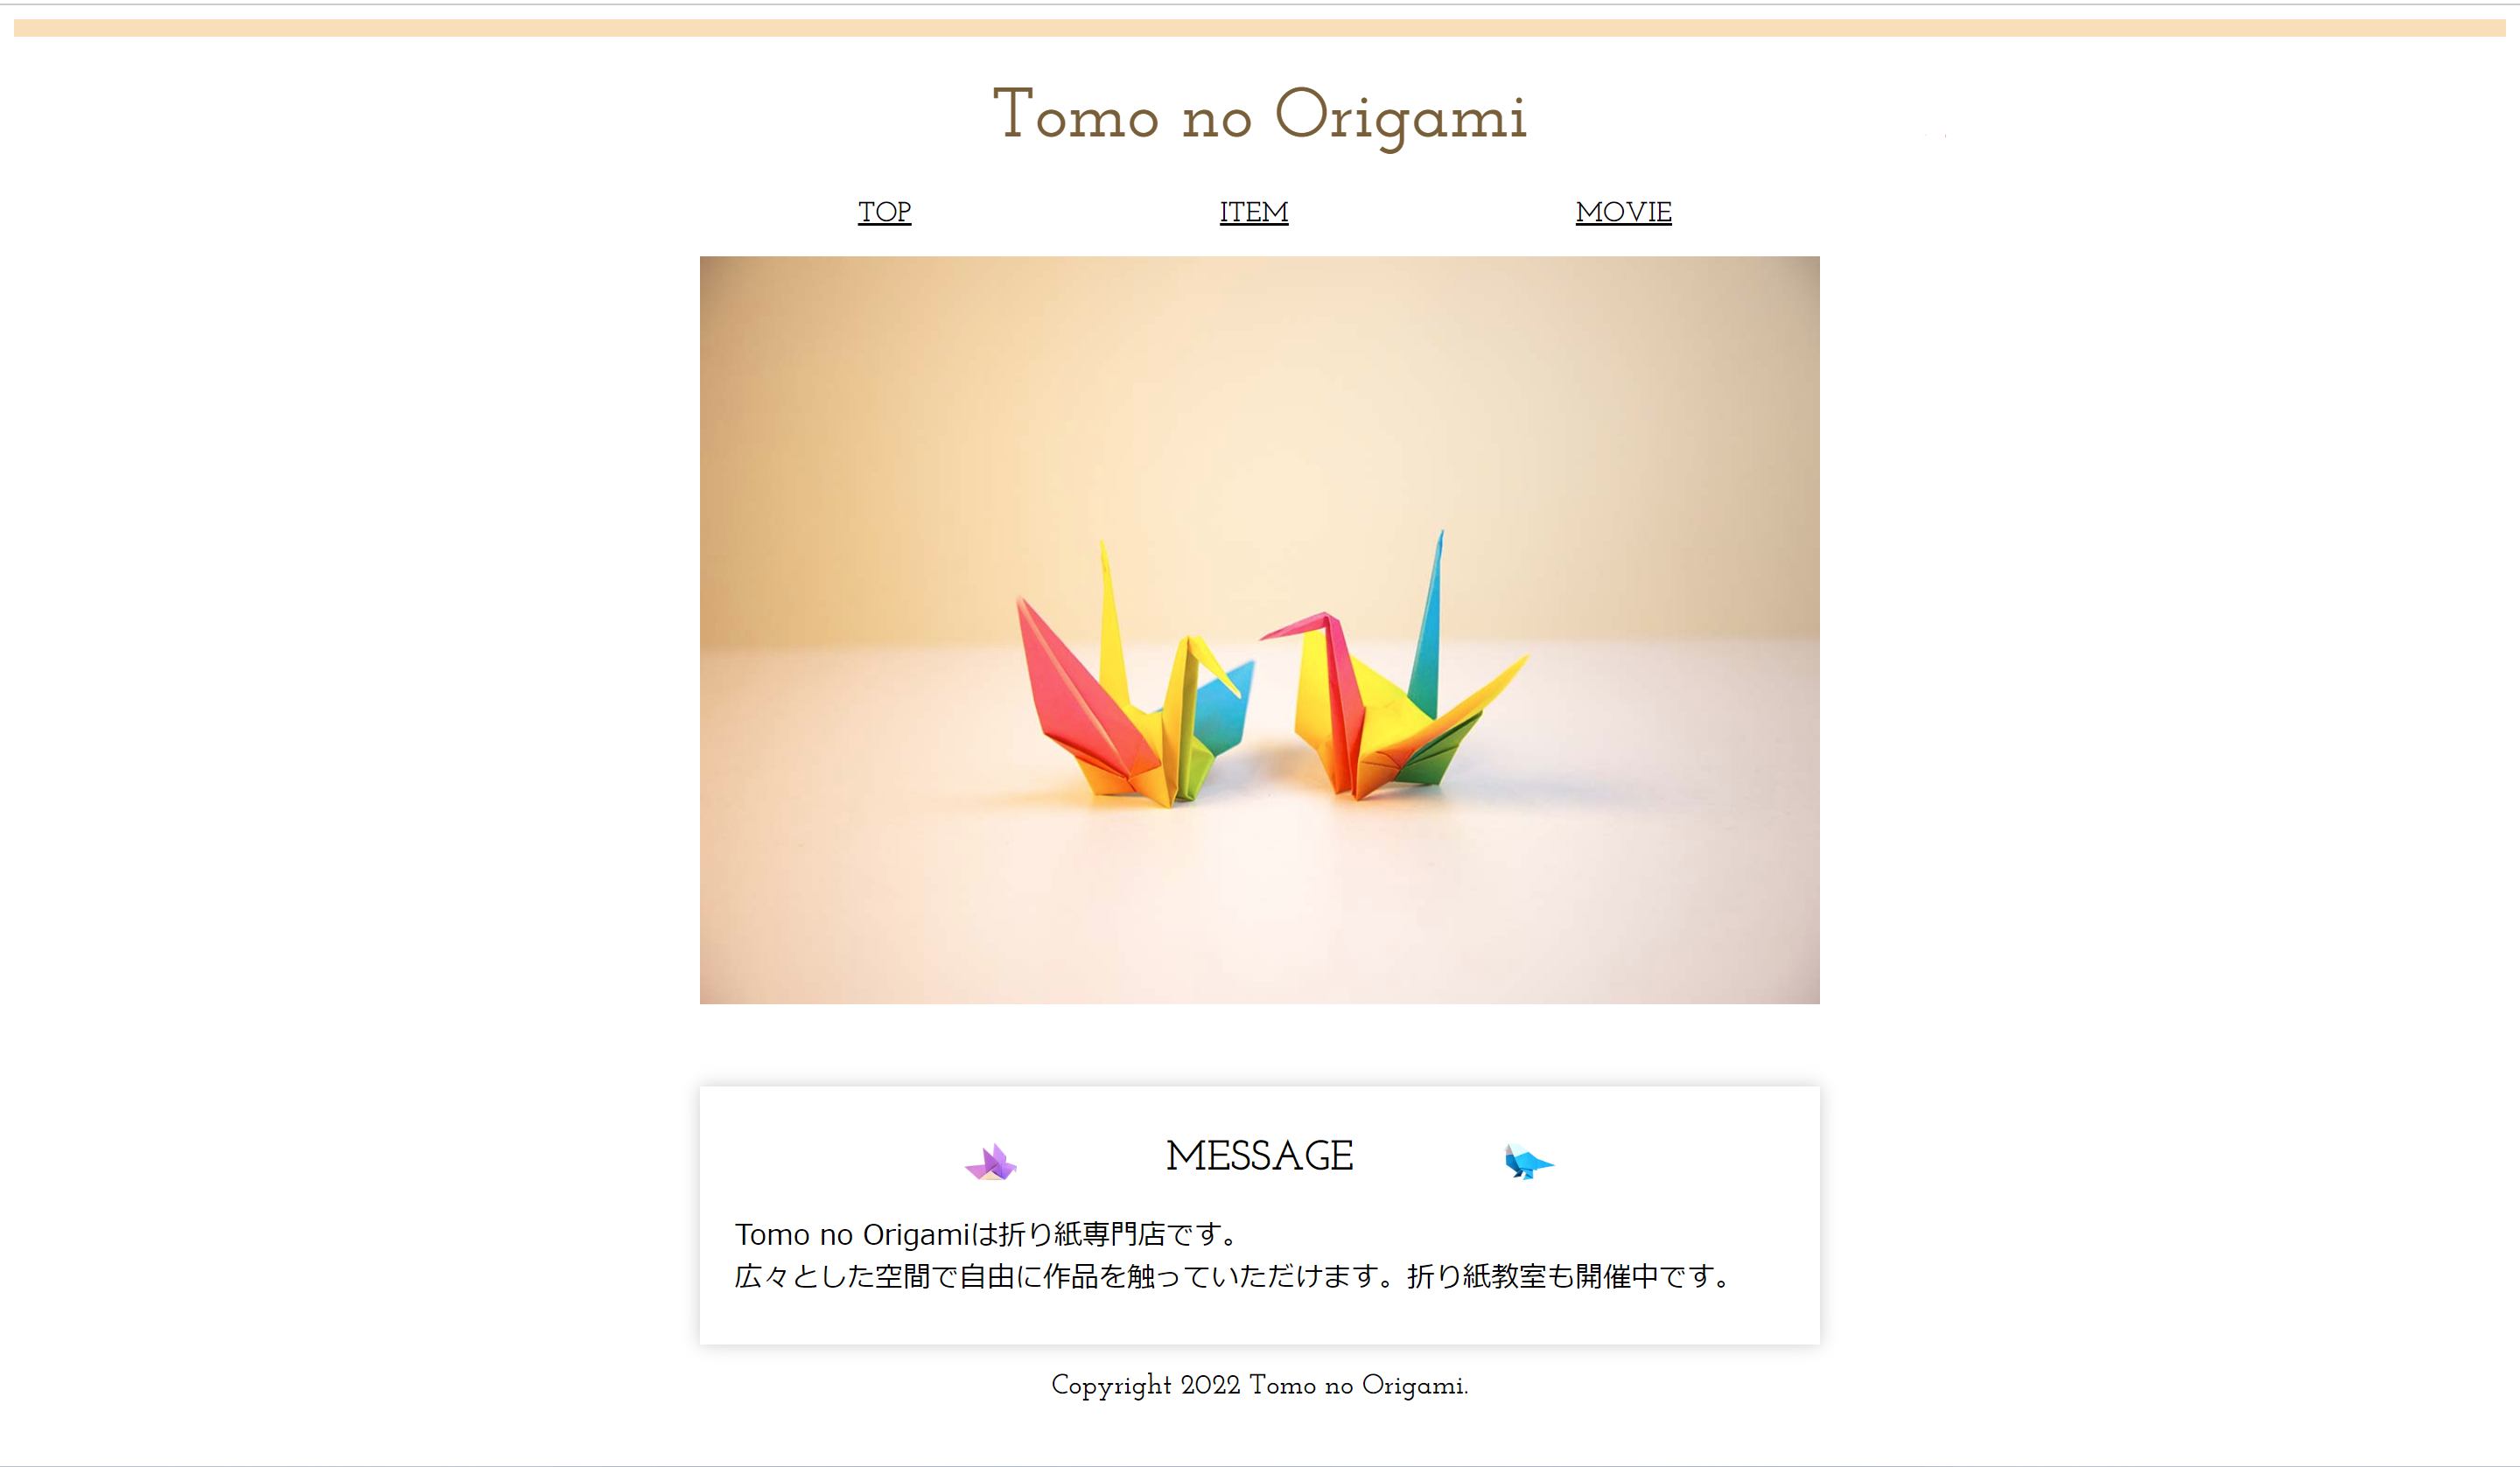 Tomo no Origami
TOP ITEM MOVIE
MESSAGE
Tomo no Origamiは折り紙専門店です。
広々とした空間で自由に作品を触っていただけます。折り紙教室も開催中です。
Copyright 2022 Tomo no Origami.